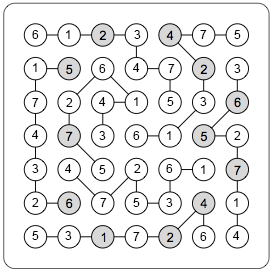 6 1 2 3 4 7 5
1 5 6 4 7 2 3
7 2 4 1 5 3 6
4 7 3 6 1 5 2
3 4 5 2 6 1 7
2 6 7 5 3 4 1
5 3 1 7 2 6 4